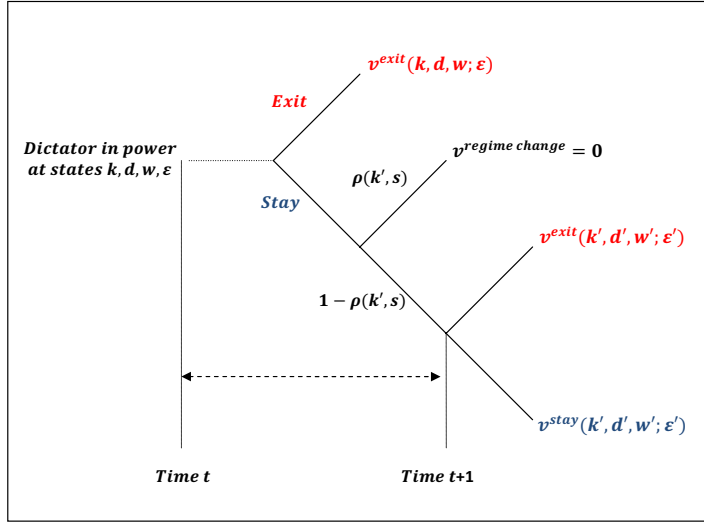 v^{exit}(k, d, w; ε)
Exit
Dictator in power
at states k, d, w, ε
v^{regime change} = 0
ρ(k′, s)
Stay
v^{exit}(k′, d′, w′; ε′)
1 − ρ(k′, s)
v^{stay}(k′, d′, w′; ε′)
Time t
Time t+1